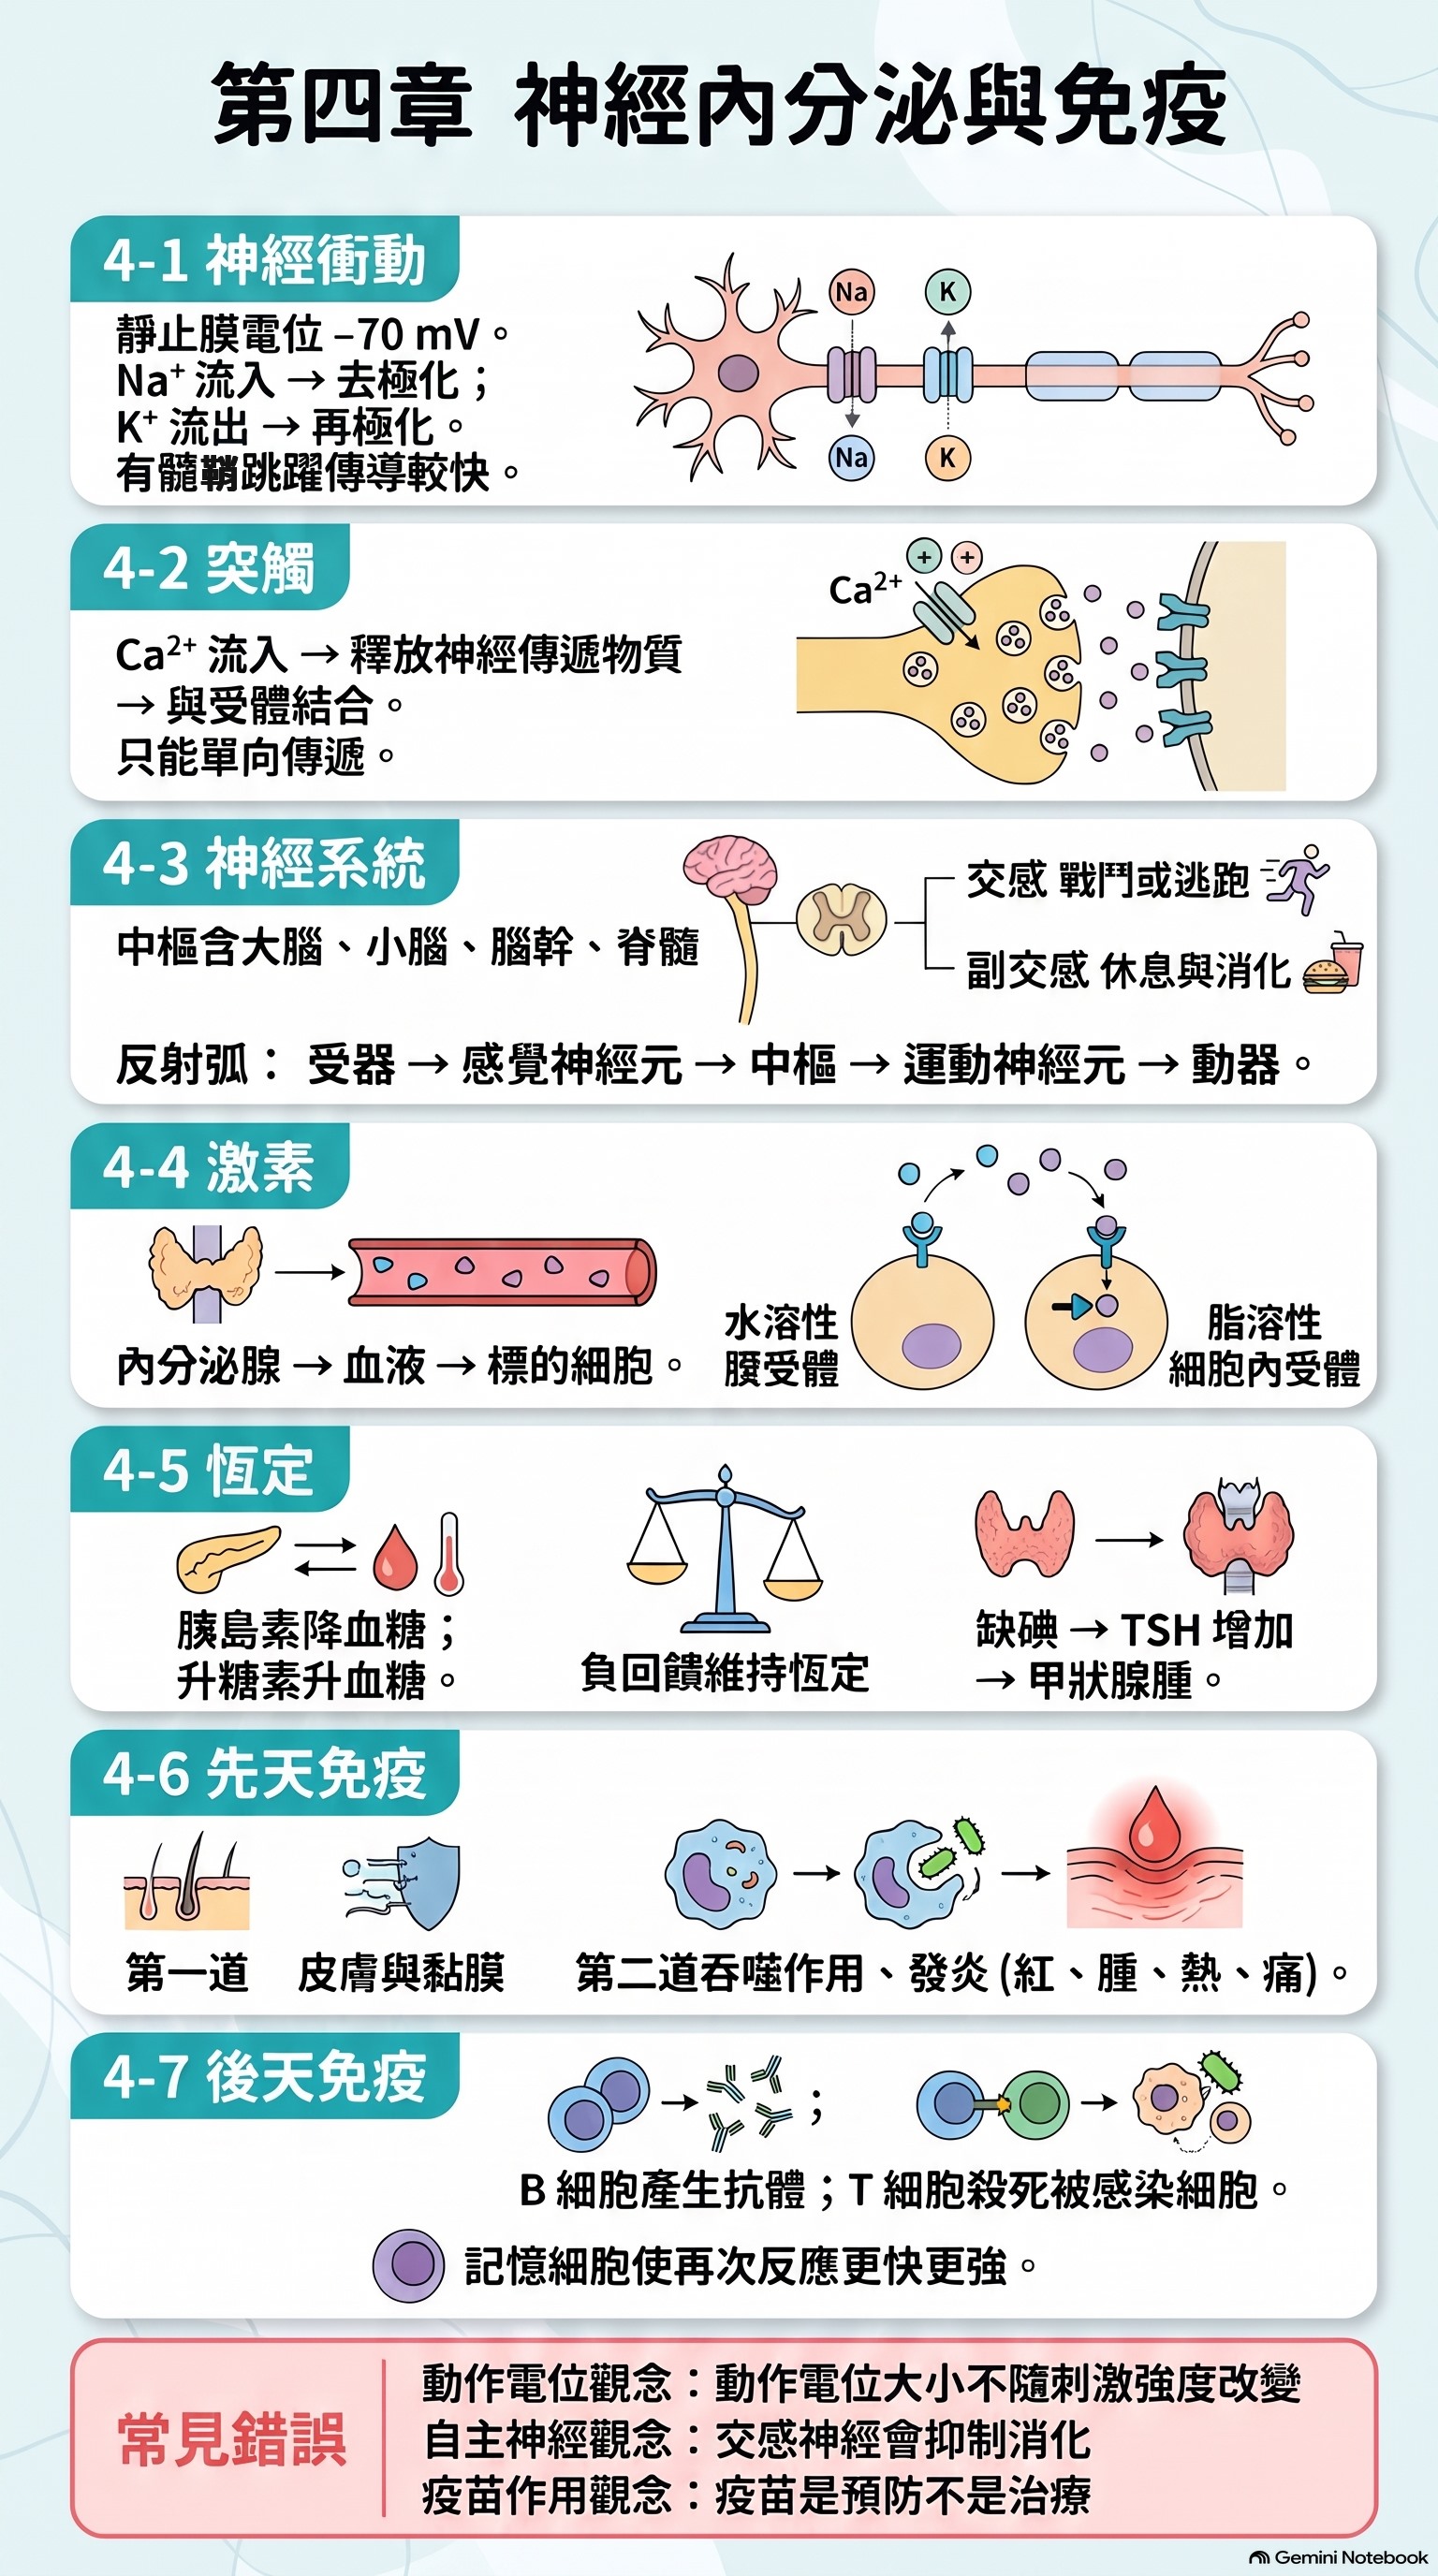 第四章 神經內分泌與免疫
4-1 神經衝動
靜止膜電位 –70 mV。
Na⁺ 流入 → 去極化；
K⁺ 流出 → 再極化。
有髓鞘跳躍傳導較快。
Na
K
Na
K
4-2 突觸
Ca²⁺ 流入 → 釋放神經傳遞物質
→ 與受體結合。
只能單向傳遞。
+ +
Ca²⁺
4-3 神經系統
中樞含大腦、小腦、腦幹、脊髓
交感 戰鬥或逃跑
副交感 休息與消化
反射弧： 受器 → 感覺神經元 → 中樞 → 運動神經元 → 動器。
4-4 激素
內分泌腺 → 血液 → 標的細胞。
水溶性
受體
脂溶性
細胞內受體
4-5 恆定
胰島素降血糖；
升糖素升血糖。
負回饋維持恆定
缺碘 → TSH 增加
→ 甲狀腺腫。
4-6 先天免疫
第一道
皮膚與黏膜
第二道吞噬作用、發炎 (紅、腫、熱、痛)。
4-7 後天免疫
；
B 細胞產生抗體；T 細胞殺死被感染細胞。
記憶細胞使再次反應更快更強。
常見錯誤
動作電位觀念：動作電位大小不隨刺激強度改變
自主神經觀念：交感神經會抑制消化
疫苗作用觀念：疫苗是預防不是治療
Gemini Notebook